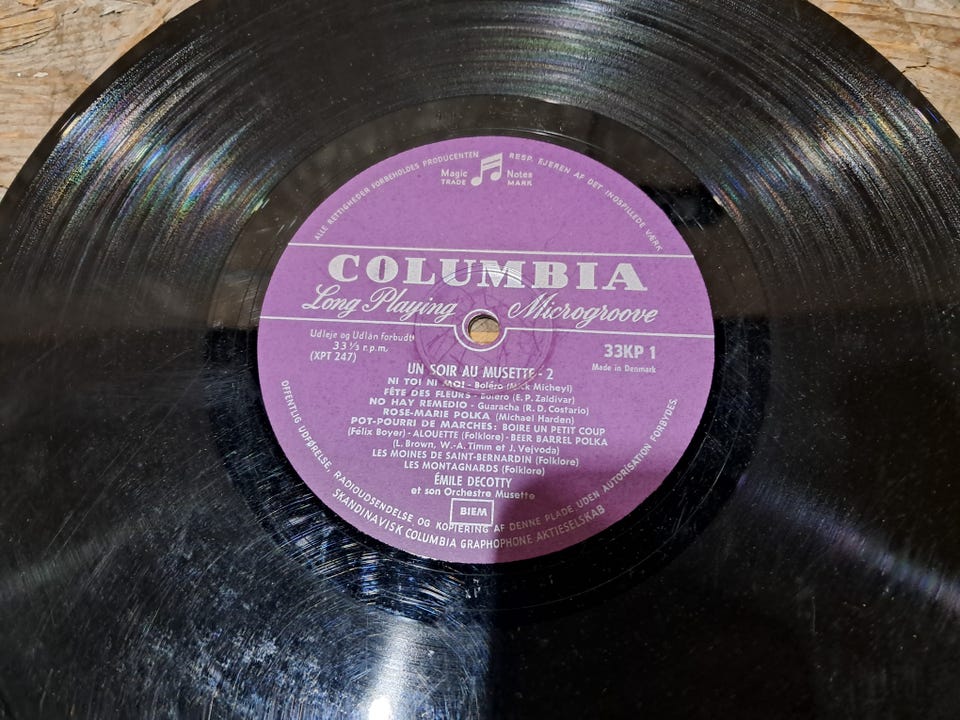 ALLE RETTIGHEDER FORBEHOLDES PRODUCENTEN
RESP. EJEREN AF DET INDSPILLEDE VÆRK
Magic Notes
TRADE MARK
COLUMBIA
Long Playing Microgroove
Udleje og Udlån forbudt
33⅓ r.p.m.
(XPT 247)
33KP 1
Made in Denmark
UN SOIR AU MUSETTE - 2
NI TOI NI MOI - Boléro (Mick Micheyl)
FÊTE DES FLEURS - Boléro (E. P. Zaldivar)
NO HAY REMEDIO - Guaracha (R. D. Costario)
ROSE-MARIE POLKA (Michael Harden)
POT-POURRI DE MARCHES: BOIRE UN PETIT COUP
(Félix Boyer) - ALOUETTE (Folklore) - BEER BARREL POLKA
(L. Brown, W.-A. Timm et J. Vejvoda)
LES MOINES DE SAINT-BERNARDIN (Folklore)
LES MONTAGNARDS (Folklore)
ÉMILE DECOTTY
et son Orchestre Musette
BIEM
OFFENTLIG UDFØRELSE, RADIOUDSENDELSE OG KOPIERING AF DENNE PLADE UDEN AUTORISATION FORBYDES.
SKANDINAVISK COLUMBIA GRAPHOPHONE AKTIESELSKAB